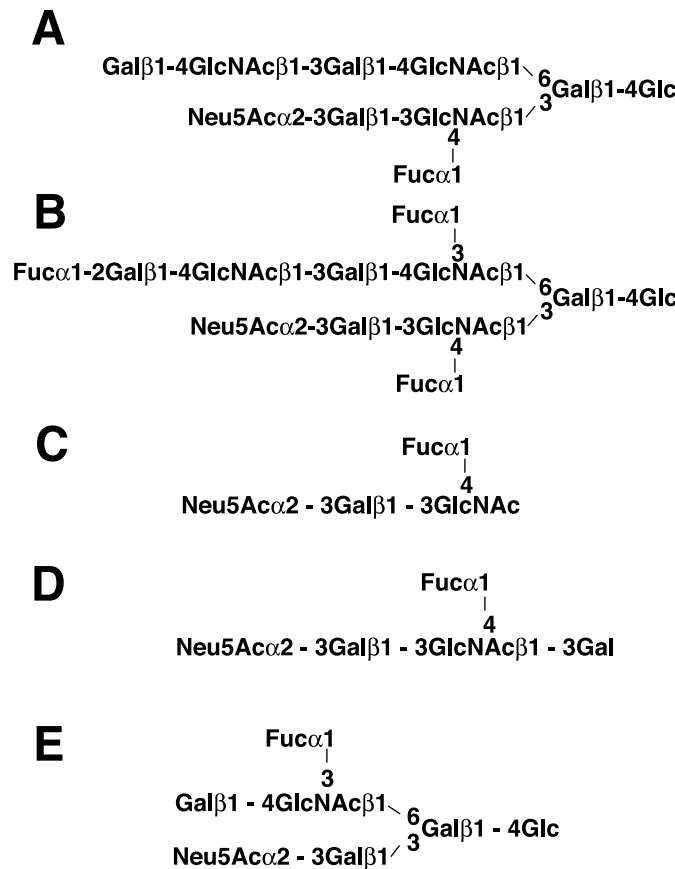 A
Galβ1-4GlcNAcβ1-3Galβ1-4GlcNAcβ1
6
Galβ1-4Glc
3
Neu5Acα2-3Galβ1-3GlcNAcβ1
4
Fucα1
B
Fucα1
3
Fucα1-2Galβ1-4GlcNAcβ1-3Galβ1-4GlcNAcβ1
6
Galβ1-4Glc
3
Neu5Acα2-3Galβ1-3GlcNAcβ1
4
Fucα1
C
Fucα1
4
Neu5Acα2 - 3Galβ1 - 3GlcNAc
D
Fucα1
4
Neu5Acα2 - 3Galβ1 - 3GlcNAcβ1 - 3Gal
E
Fucα1
3
Galβ1 - 4GlcNAcβ1
6
Galβ1 - 4Glc
3
Neu5Acα2 - 3Galβ1